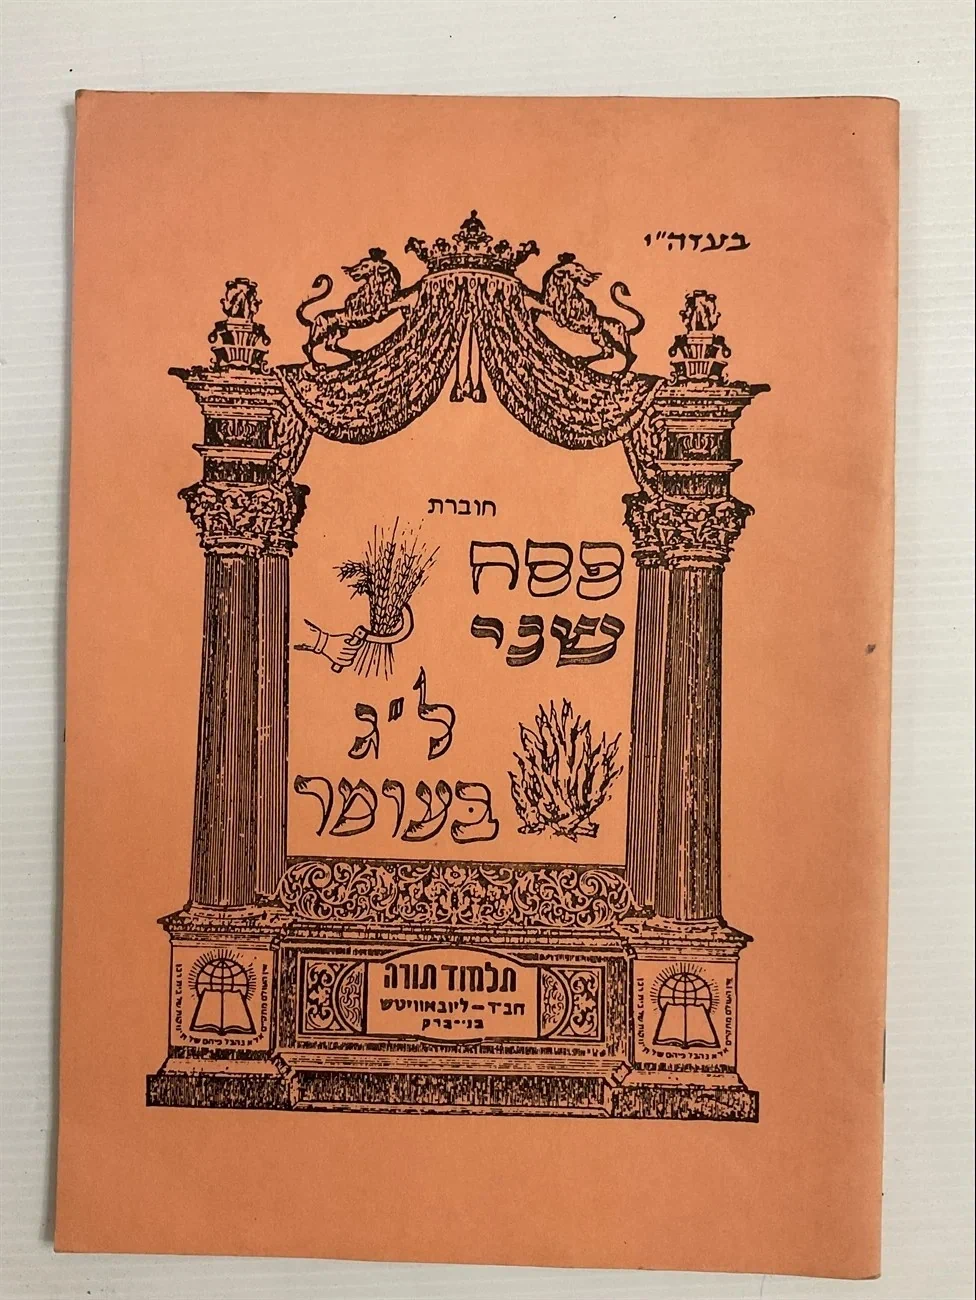 בעזה"י
חוברת
פסח
שני
ל"ג
בעומר
תלמוד תורה
חב"ד - ליובאוויטש
בני-ברק